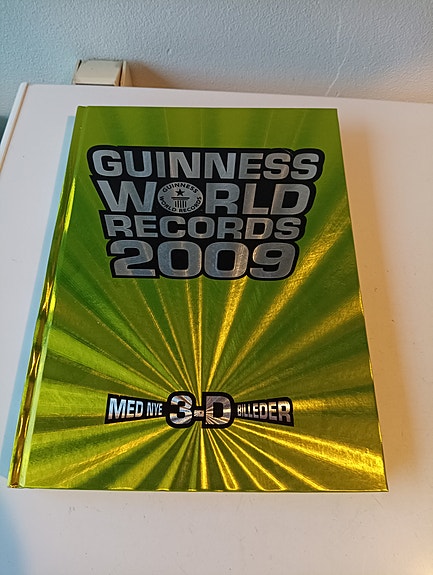 GUINNESS
WORLD
GUINNESS
WORLD RECORDS
RECORDS
2009
MED NYE 3-D BILLEDER